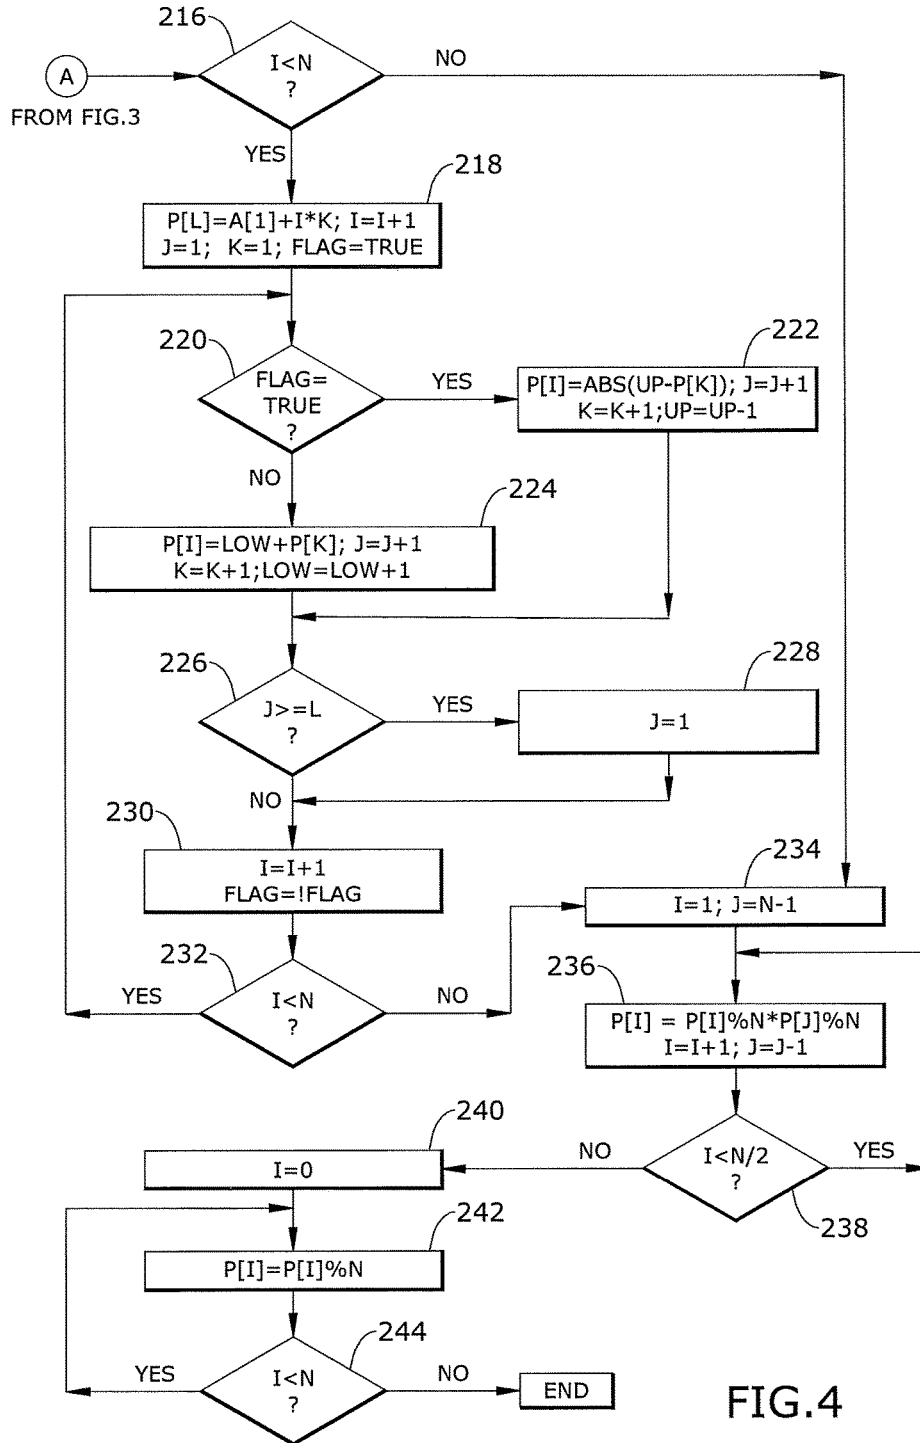 216
I<N
?
NO
A
FROM FIG.3
YES
218
P[L]=A[1]+I*K; I=I+1
J=1; K=1; FLAG=TRUE
220
FLAG=
TRUE
?
YES
222
P[I]=ABS(UP-P[K]); J=J+1
K=K+1;UP=UP-1
NO
224
P[I]=LOW+P[K]; J=J+1
K=K+1;LOW=LOW+1
226
J>=L
?
YES
228
J=1
NO
230
I=I+1
FLAG=!FLAG
234
I=1; J=N-1
232
I<N
?
YES
NO
236
P[I] = P[I]%N*P[J]%N
I=I+1; J=J-1
I<N/2
?
NO
YES
238
240
I=0
242
P[I]=P[I]%N
244
I<N
?
YES
NO
END
FIG.4